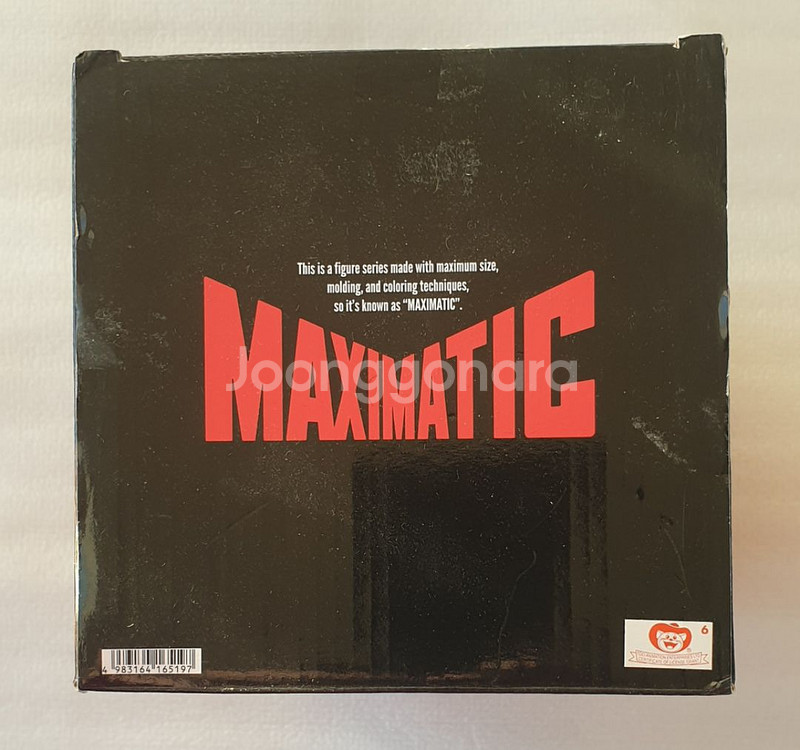 This is a figure series made with maximum size,
molding, and coloring techniques,
so it's known as "MAXIMATIC".
MAXIMATIC
Joonggonara
4 983164 165197
6